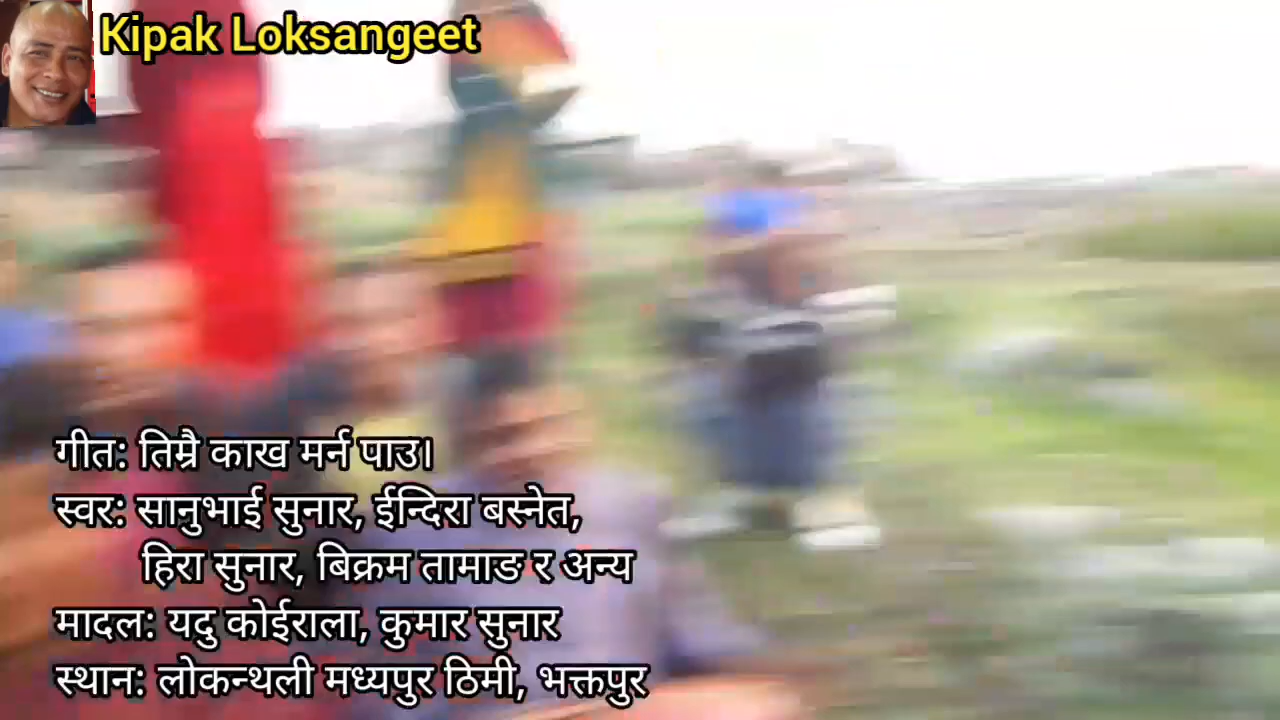 Kipak Loksangeet
गीत: तिम्रै काख मर्न पाउ।
स्वर: सानुभाई सुनार, ईन्दिरा बस्नेत,
हिरा सुनार, बिक्रम तामाङ र अन्य
मादल: यदु कोईराला, कुमार सुनार
स्थान: लोकन्थली मध्यपुर ठिमी, भक्तपुर